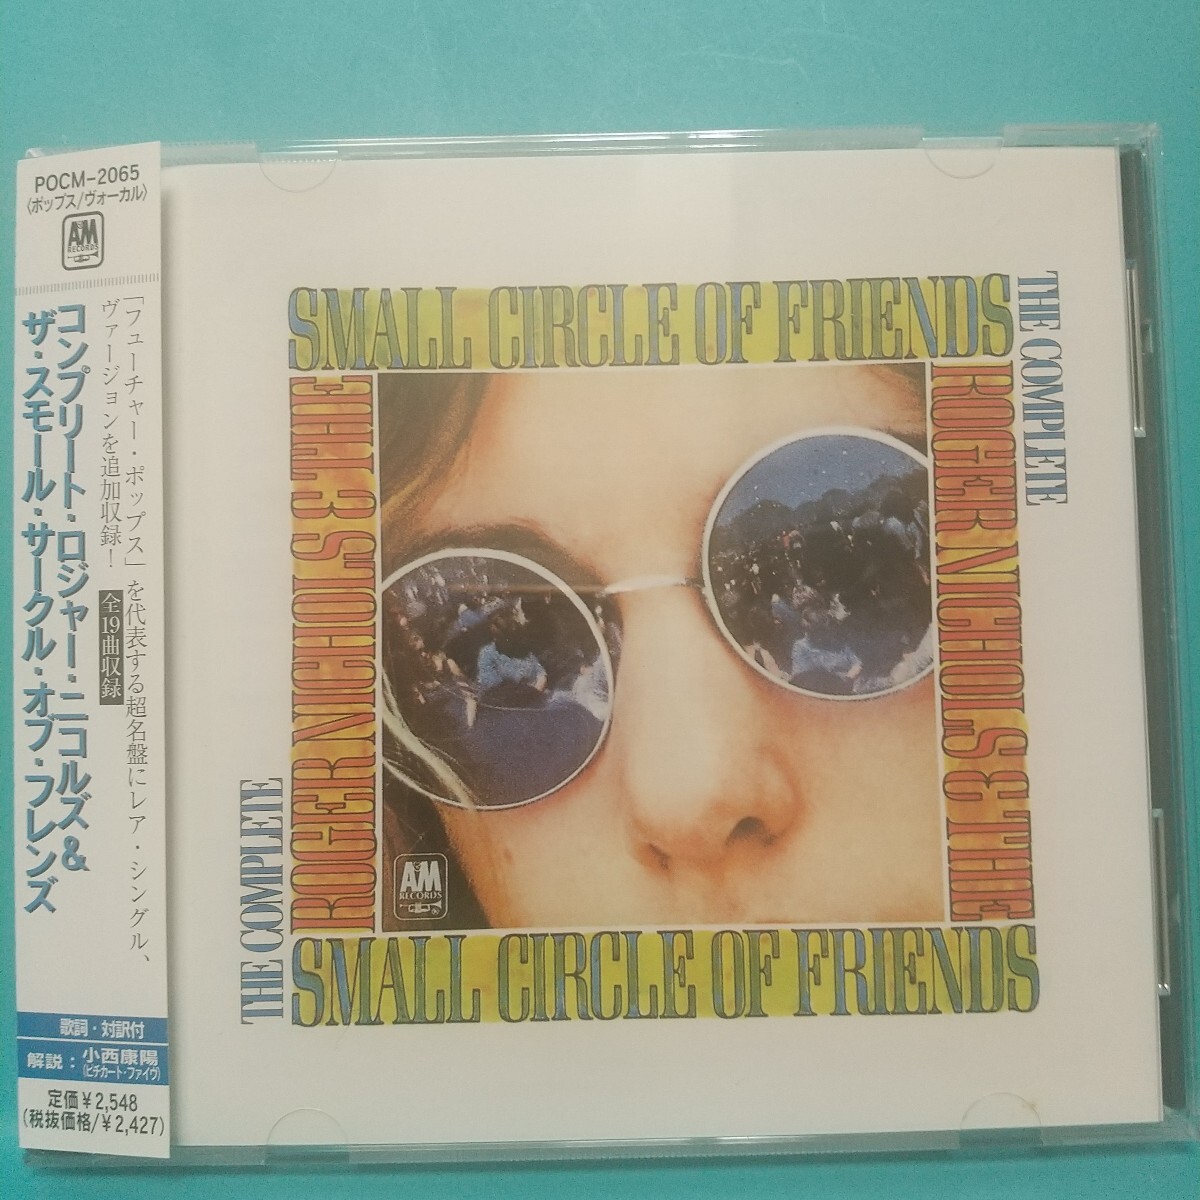 POCM-2065
〈ポップス/ヴォーカル〉
A&M
RECORDS
「フューチャー・ポップス」を代表する超名盤にレア・シングル、
ヴァージョンを追加収録!
全19曲収録
コンプリート・ロジャー・ニコルズ&
ザ・スモール・サークル・オブ・フレンズ
歌詞・対訳付
解説:小西康陽
(ピチカート・ファイヴ)
定価¥2,548
(税抜価格/¥2,427)
THE COMPLETE
ROGER NICHOLS & THE
SMALL CIRCLE OF FRIENDS
THE COMPLETE
ROGER NICHOLS & THE
SMALL CIRCLE OF FRIENDS
A&M
RECORDS